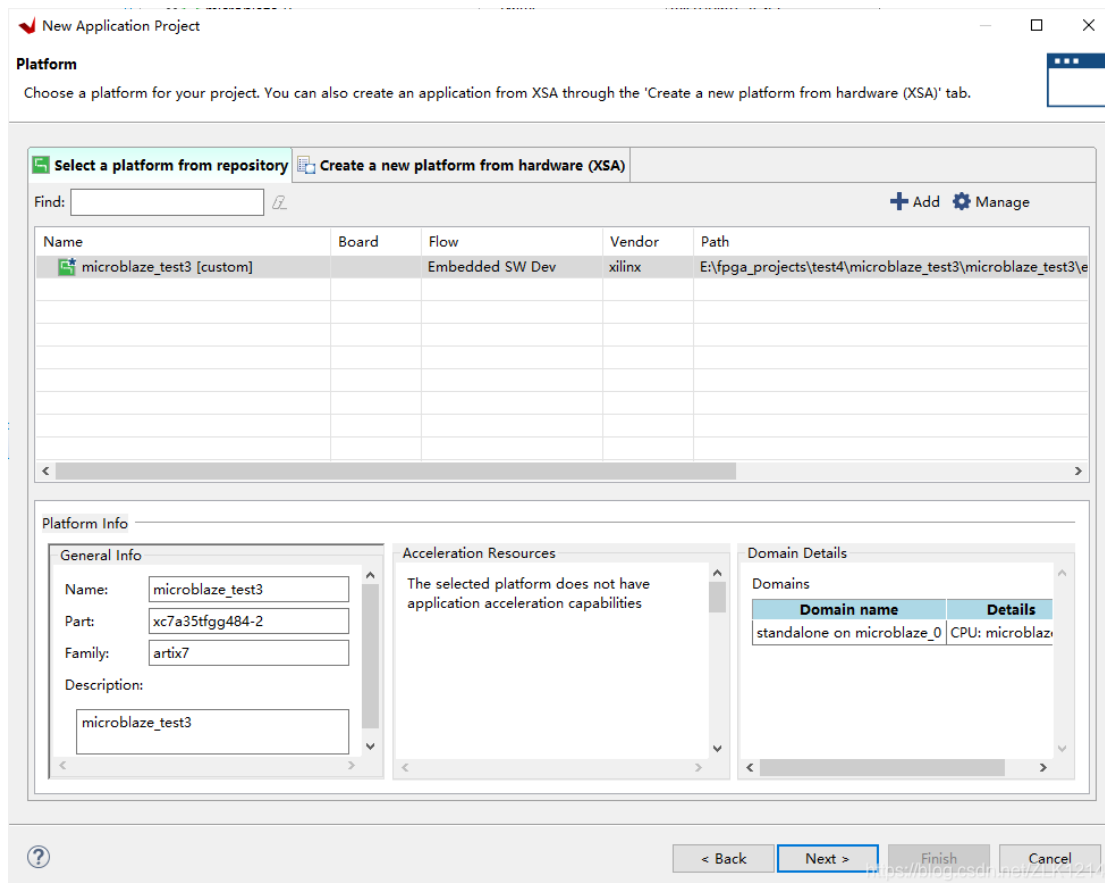 New Application Project
Platform
Choose a platform for your project. You can also create an application from XSA through the 'Create a new platform from hardware (XSA)' tab.
Select a platform from repository Create a new platform from hardware (XSA)
Find: Add Manage
Name Board Flow Vendor Path
microblaze_test3 [custom] Embedded SW Dev xilinx E:\fpga_projects\test4\microblaze_test3\microblaze_test3\e
Platform Info
General Info
Name: microblaze_test3
Part: xc7a35tfgg484-2
Family: artix7
Description:
microblaze_test3
Acceleration Resources
The selected platform does not have
application acceleration capabilities
Domain Details
Domains
Domain name Details
standalone on microblaze_0 CPU: microblaze
< Back Next > Finish Cancel
https://blog.csdn.net/ZLK1214